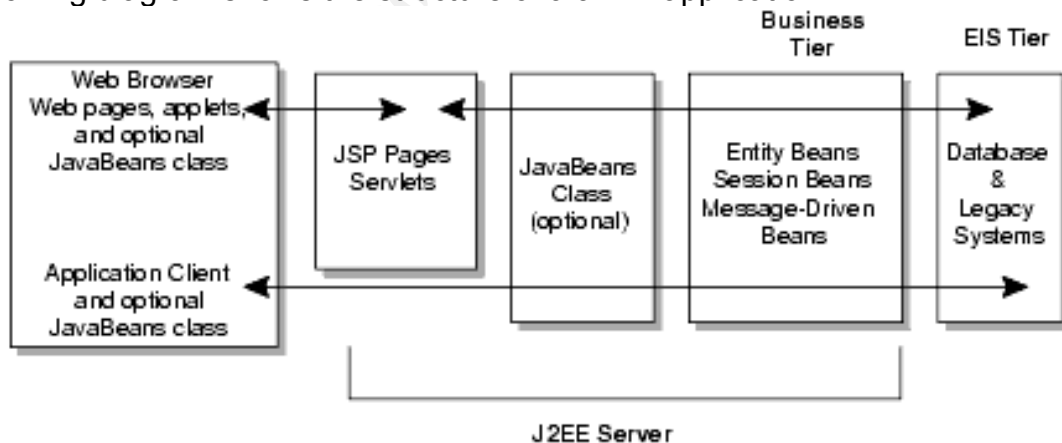 Business
Tier
EIS Tier
Web Browser
Web pages, applets,
and optional
JavaBeans class
Application Client
and optional
JavaBeans class
JSP Pages
Servlets
JavaBeans
Class
(optional)
Entity Beans
Session Beans
Message-Driven
Beans
Database
&
Legacy
Systems
J2EE Server